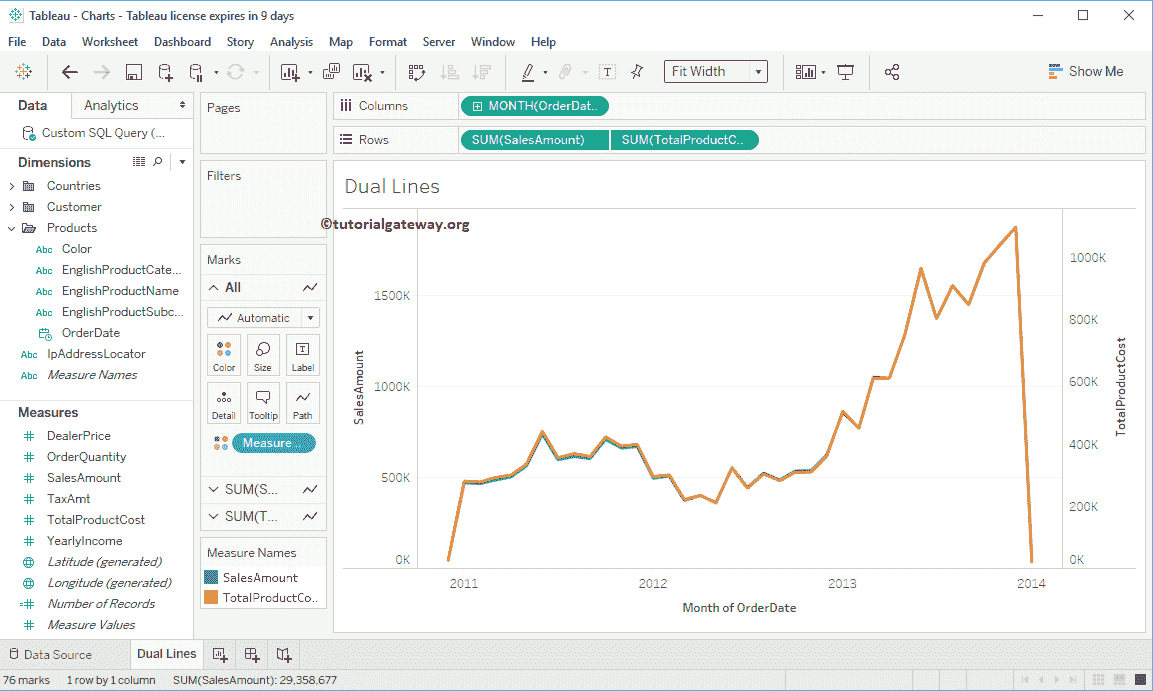 Tableau - Charts - Tableau license expires in 9 days
File Data Worksheet Dashboard Story Analysis Map Format Server Window Help
Fit Width
Show Me
Data Analytics
Custom SQL Query (...
Dimensions
Countries
Customer
Products
Abc Color
Abc EnglishProductCate...
Abc EnglishProductName
Abc EnglishProductSubc...
OrderDate
Abc IpAddressLocator
Abc Measure Names
Measures
DealerPrice
OrderQuantity
SalesAmount
TaxAmt
TotalProductCost
YearlyIncome
Latitude (generated)
Longitude (generated)
Number of Records
Measure Values
Pages
Filters
Marks
All
Automatic
Color Size Label
Detail Tooltip Path
Measure
SUM(S...
SUM(T...
Measure Names
SalesAmount
TotalProductCo..
Columns MONTH(OrderDat..
Rows SUM(SalesAmount) SUM(TotalProductC..
Dual Lines
©tutorialgateway.org
SalesAmount
1500K
1000K
500K
0K
1000K
800K
600K
400K
200K
0K
TotalProductCost
2011 2012 2013 2014
Month of OrderDate
Data Source Dual Lines
76 marks 1 row by 1 column SUM(SalesAmount): 29,358,677